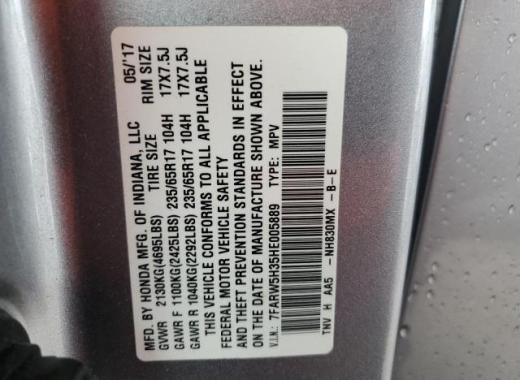 MFD. BY HONDA MFG. OF INDIANA, LLC 05/'17
GVWR 2130KG(4695LBS) TIRE SIZE RIM SIZE
GAWR F 1100KG(2425LBS) 235/65R17 104H 17X7.5J
GAWR R 1040KG(2292LBS) 235/65R17 104H 17X7.5J
THIS VEHICLE CONFORMS TO ALL APPLICABLE
FEDERAL MOTOR VEHICLE SAFETY
AND THEFT PREVENTION STANDARDS IN EFFECT
ON THE DATE OF MANUFACTURE SHOWN ABOVE.
V.I.N.: 7FARW5H35HE005889 TYPE: MPV
TNV H AA5 -NH830MX -B-E